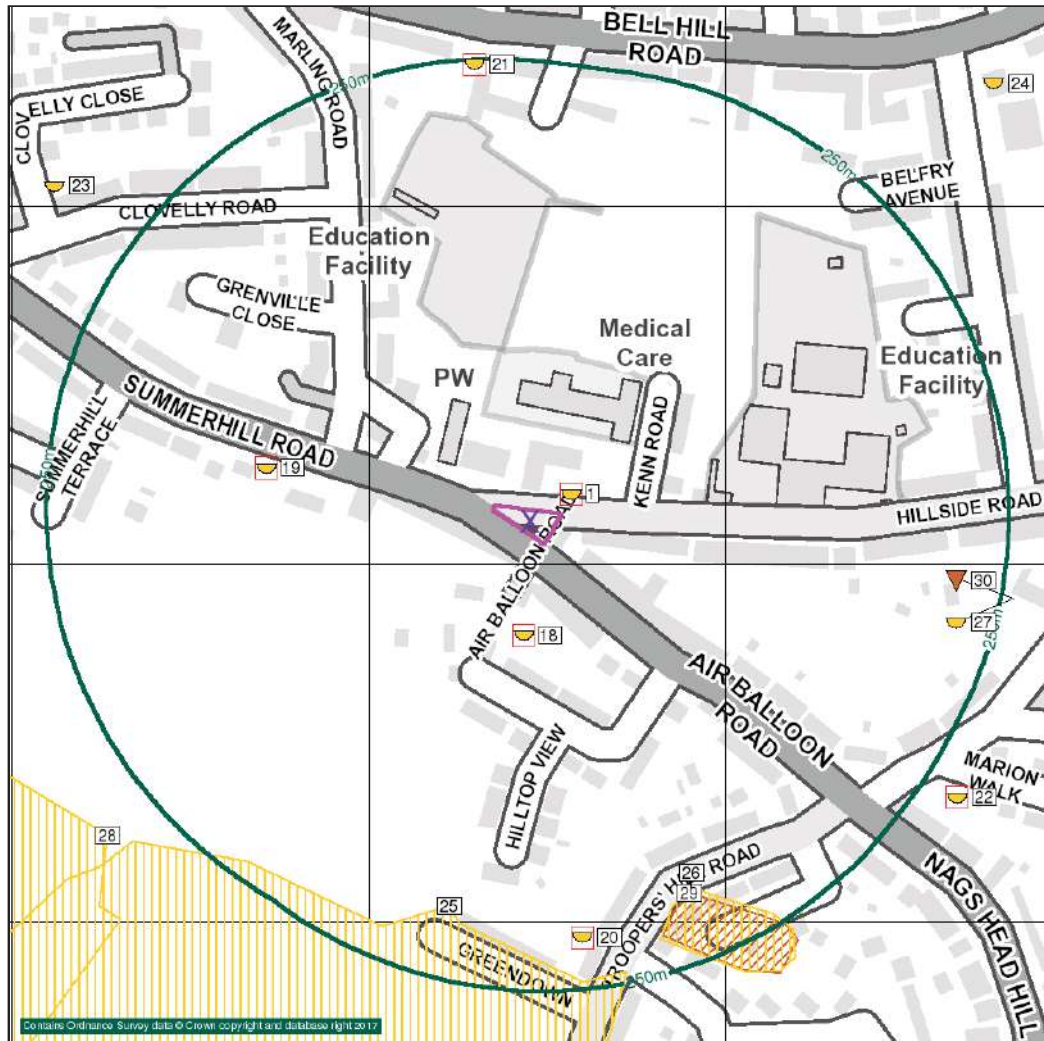 BELL HILL
ROAD
MARLING ROAD
21
24
250m
CLOVELLY CLOSE
250m
BELFRY
AVENUE
23
CLOVELLY ROAD
Education
Facility
GRENVILLE
CLOSE
Medical
Care
Education
Facility
PW
SUMMERHILL ROAD
SUMMERHILL
TERRACE
KENN ROAD
19
1
250m
HILLSIDE ROAD
AIR BALLOON ROAD
30
27
250m
18
AIR BALLOON
ROAD
HILLTOP VIEW
MARION
WALK
22
28
TROOPERS' HILL ROAD
26
29
NAGS HEAD HILL
25
20
GREENDOWN
250m
Contains Ordnance Survey data © Crown copyright and database right 2017